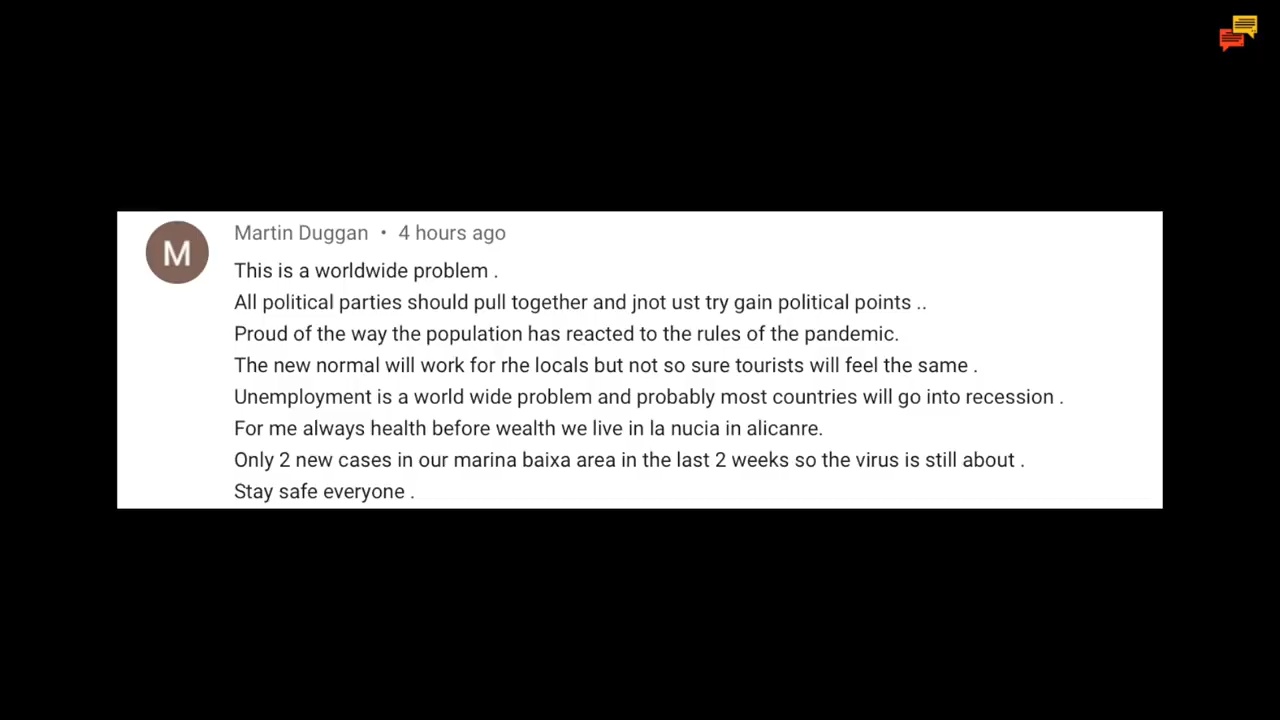 M
Martin Duggan • 4 hours ago
This is a worldwide problem .
All political parties should pull together and jnot ust try gain political points ..
Proud of the way the population has reacted to the rules of the pandemic.
The new normal will work for rhe locals but not so sure tourists will feel the same .
Unemployment is a world wide problem and probably most countries will go into recession .
For me always health before wealth we live in la nucia in alicanre.
Only 2 new cases in our marina baixa area in the last 2 weeks so the virus is still about .
Stay safe everyone .